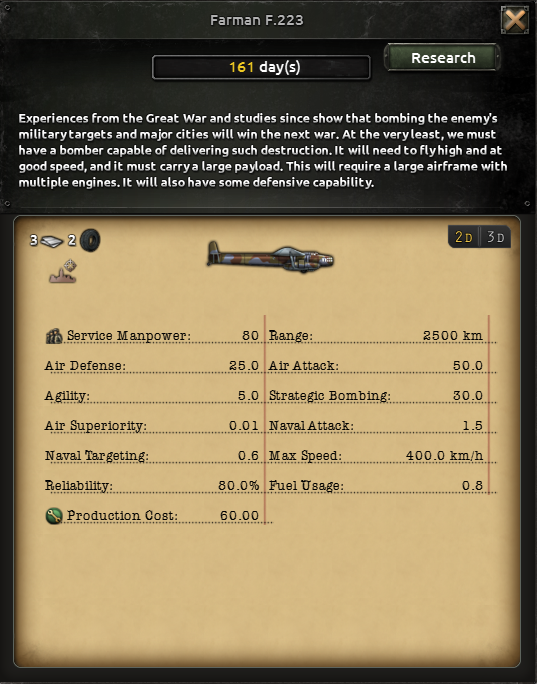 Farman F.223
161 day(s)
Research
Experiences from the Great War and studies since show that bombing the enemy's
military targets and major cities will win the next war. At the very least, we must
have a bomber capable of delivering such destruction. It will need to fly high and at
good speed, and it must carry a large payload. This will require a large airframe with
multiple engines. It will also have some defensive capability.
3 2
2D 3D
Service Manpower: 80 Range: 2500 km
Air Defense: 25.0 Air Attack: 50.0
Agility: 5.0 Strategic Bombing: 30.0
Air Superiority: 0.01 Naval Attack: 1.5
Naval Targeting: 0.6 Max Speed: 400.0 km/h
Reliability: 80.0% Fuel Usage: 0.8
Production Cost: 60.00